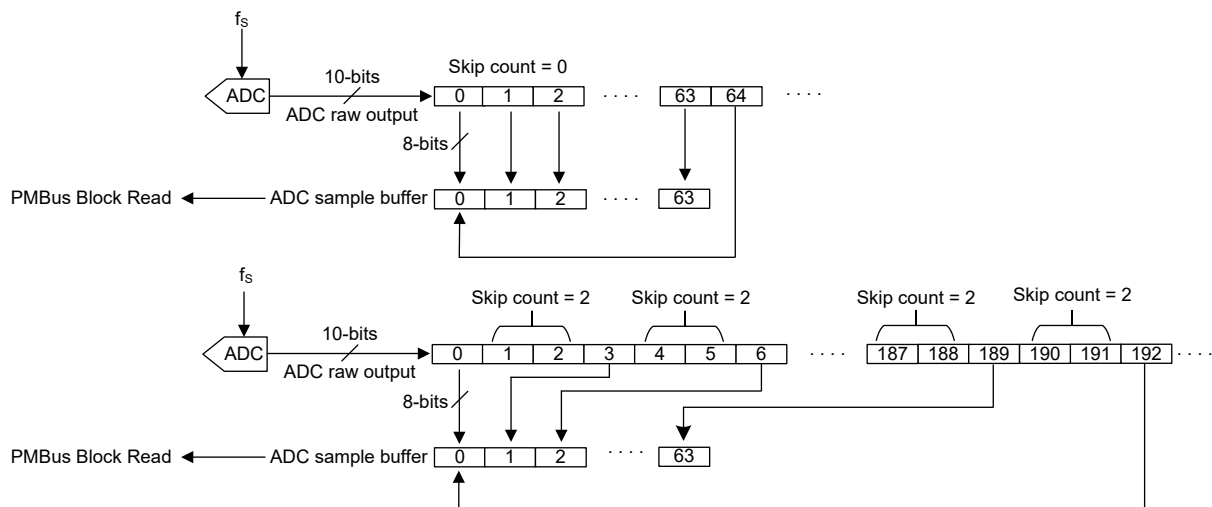 fS
10-bits
Skip count = 0
ADC
0 1 2 · · · · 63 64 · · · ·
ADC raw output
8-bits
PMBus Block Read
ADC sample buffer
0 1 2 · · · · 63
fS
Skip count = 2
Skip count = 2
Skip count = 2
Skip count = 2
10-bits
ADC
0 1 2 3 4 5 6 · · · · 187 188 189 190 191 192 · · · ·
ADC raw output
8-bits
PMBus Block Read
ADC sample buffer
0 1 2 · · · · 63